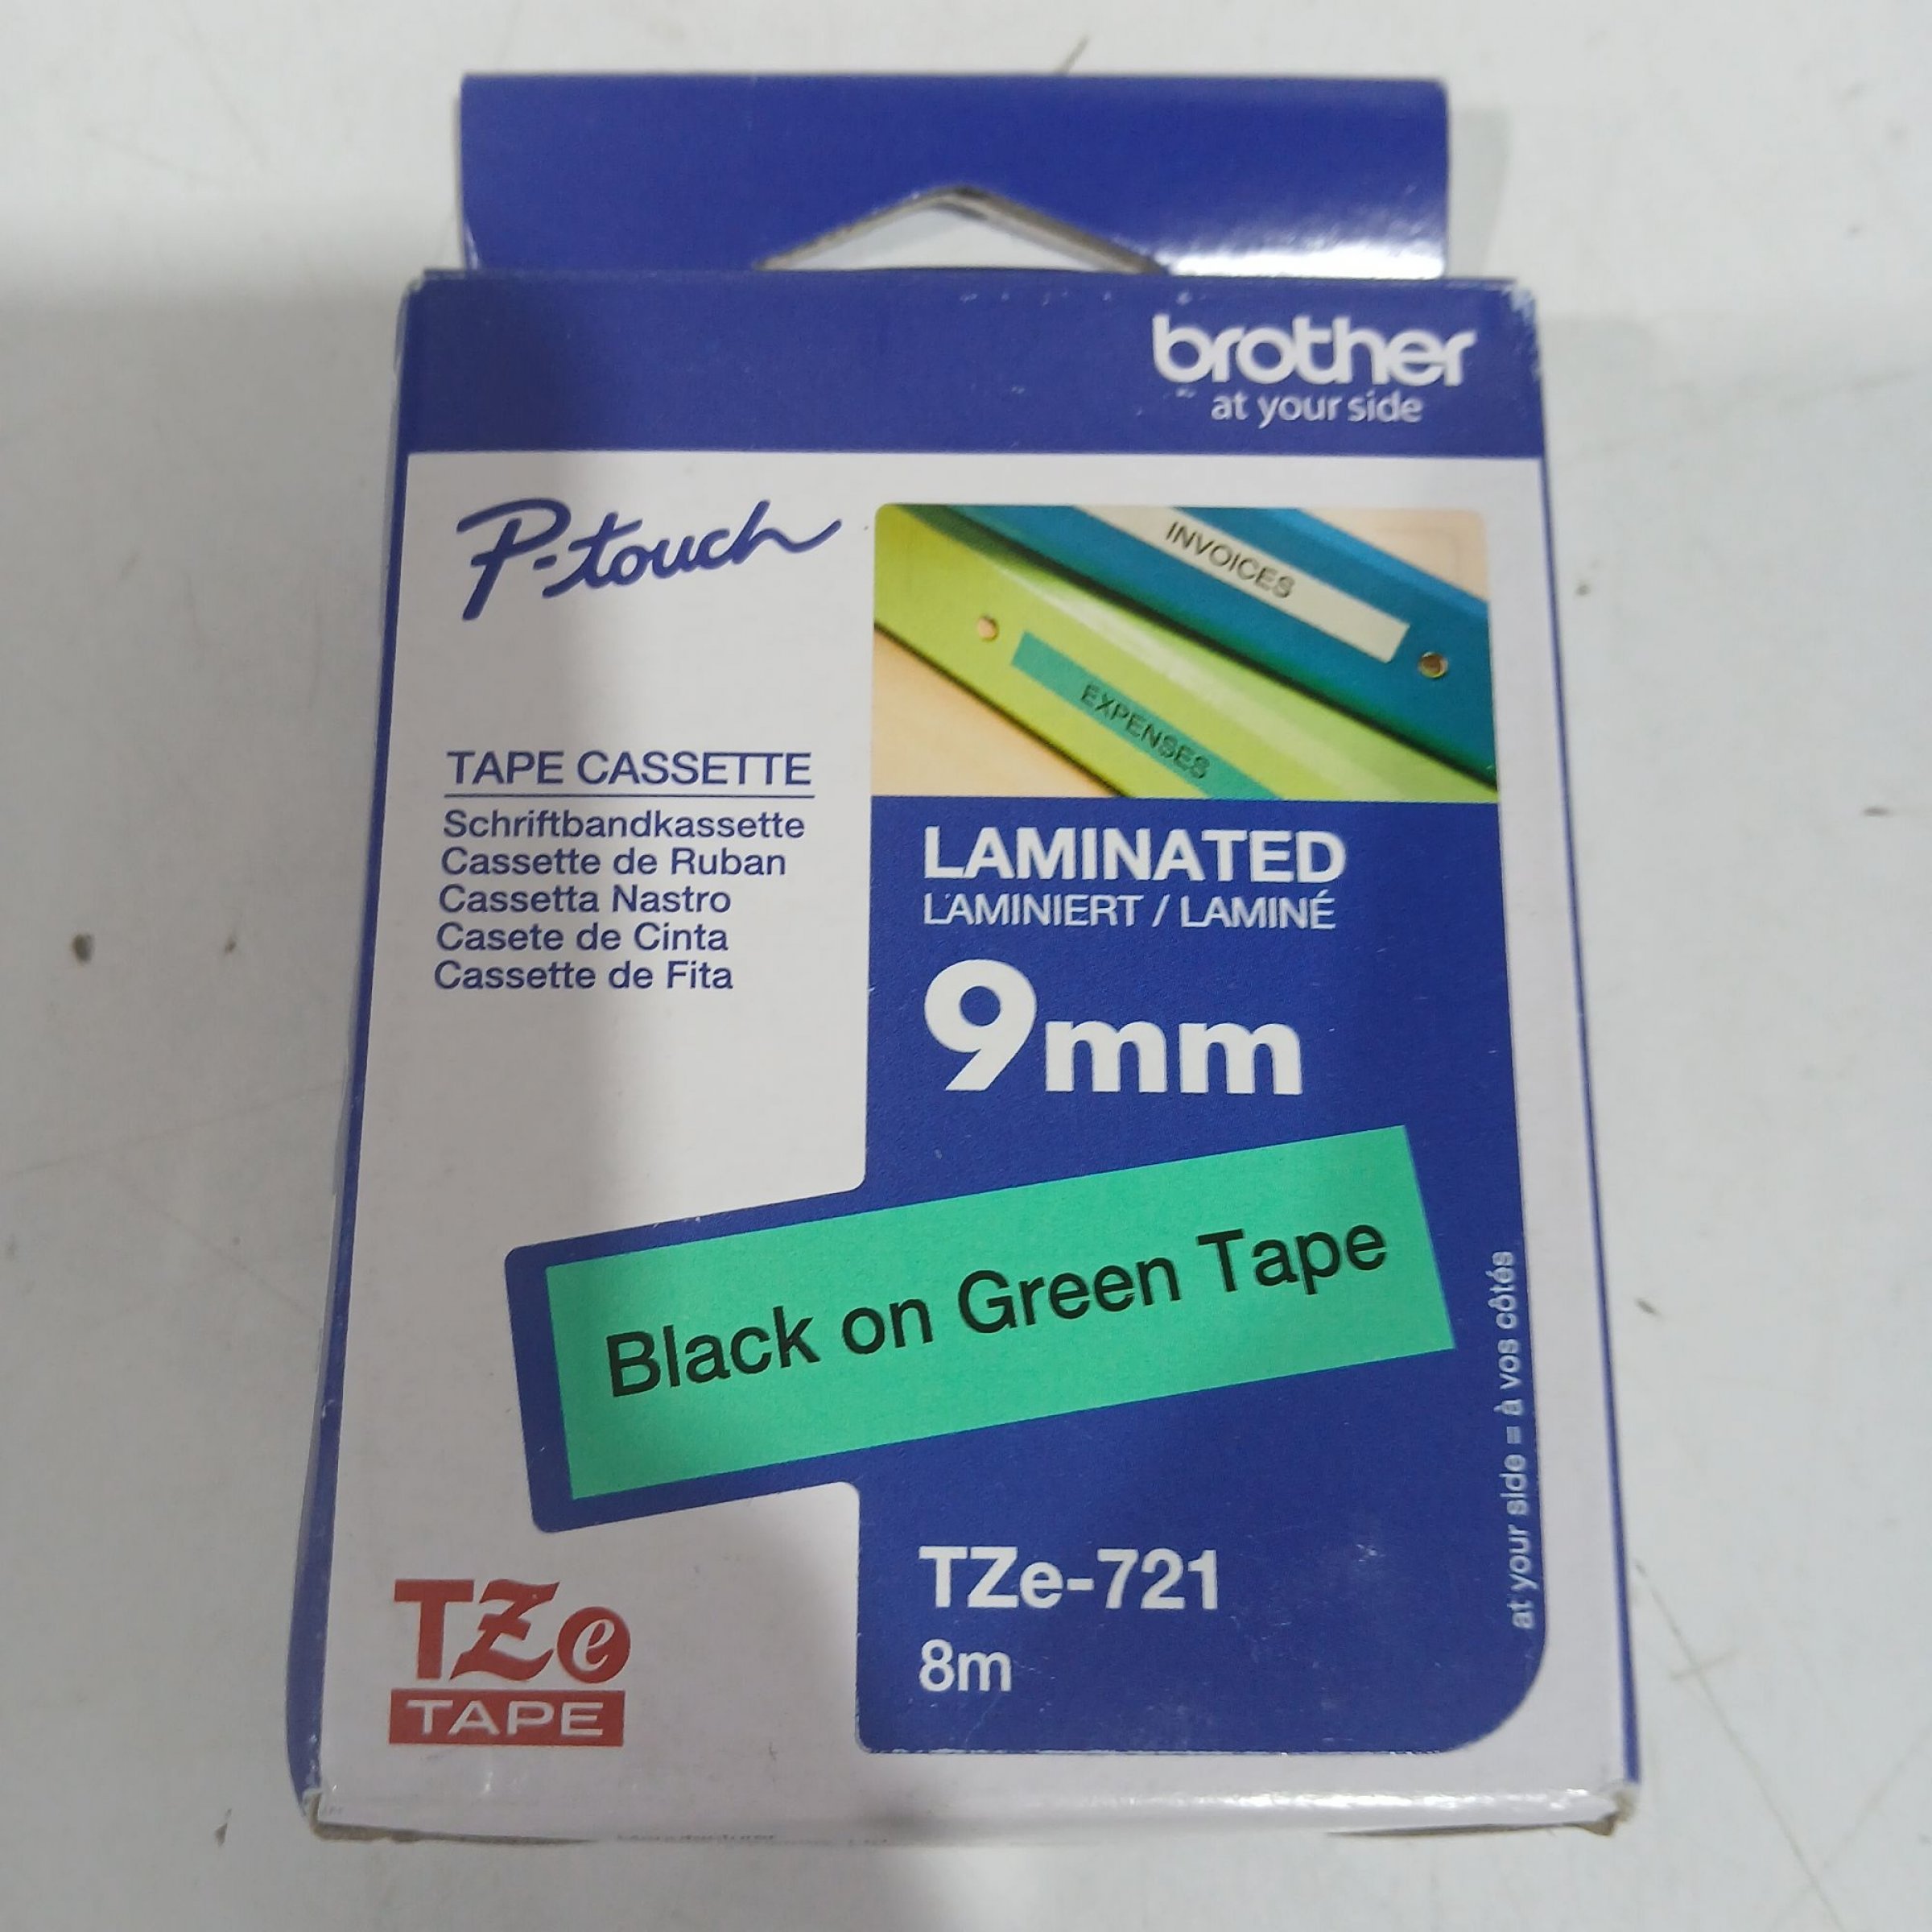 brother
at your side
P-touch
INVOICES
EXPENSES
TAPE CASSETTE
Schriftbandkassette
Cassette de Ruban
Cassetta Nastro
Casete de Cinta
Cassette de Fita
LAMINATED
LAMINIERT / LAMINÉ
9mm
Black on Green Tape
TZe-721
8m
at your side = à vos côtés
TZe
TAPE